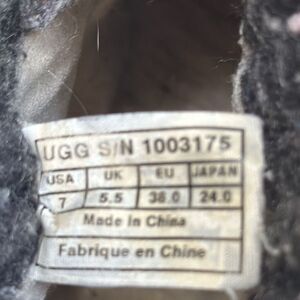 UGG S/N 1003175
USA UK EU JAPAN
7 5.5 38.0 24.0
Made in China
Fabrique en Chine